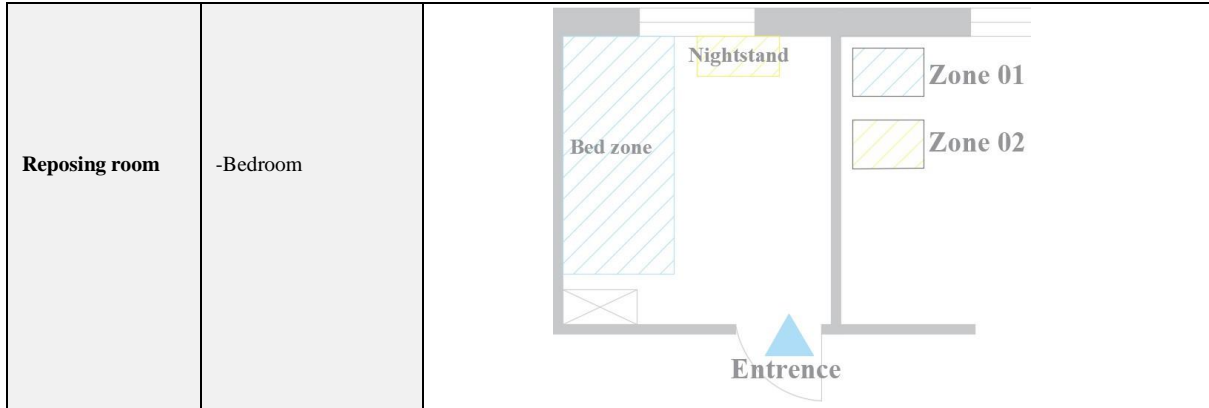 Reposing room
-Bedroom
Nightstand
Bed zone
Entrence
Zone 01
Zone 02